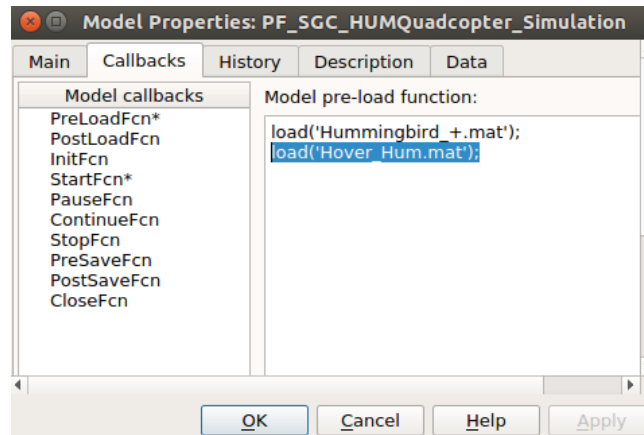 Model Properties: PF_SGC_HUMQuadcopter_Simulation
Main Callbacks History Description Data
Model callbacks
PreLoadFcn*
PostLoadFcn
InitFcn
StartFcn*
PauseFcn
ContinueFcn
StopFcn
PreSaveFcn
PostSaveFcn
CloseFcn
Model pre-load function:
load('Hummingbird_+.mat');
load('Hover_Hum.mat');
OK Cancel Help Apply